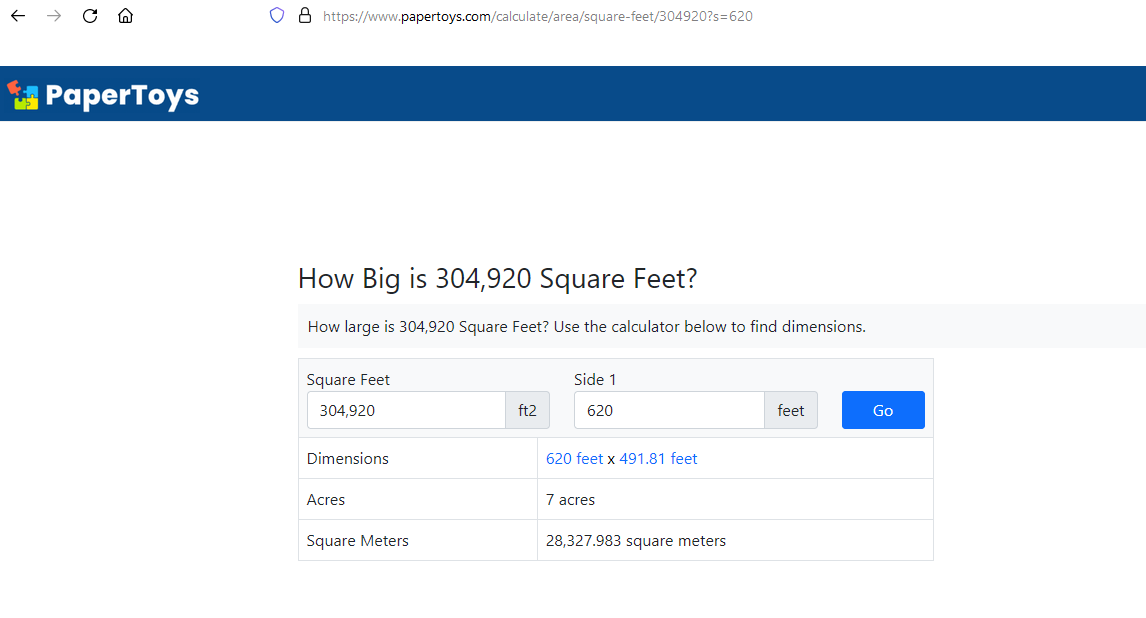 https://www.papertoys.com/calculate/area/square-feet/304920?s=620
PaperToys
How Big is 304,920 Square Feet?
How large is 304,920 Square Feet? Use the calculator below to find dimensions.
Square Feet Side 1
304,920 ft2 620 feet Go
Dimensions 620 feet x 491.81 feet
Acres 7 acres
Square Meters 28,327.983 square meters